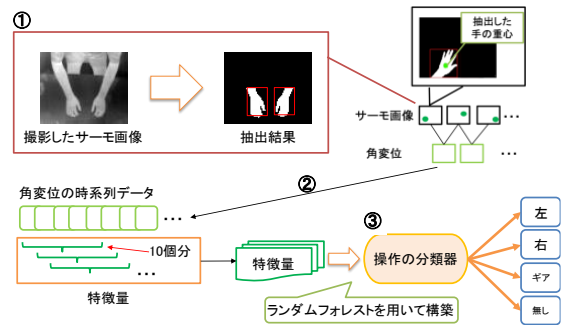 ①
撮影したサーモ画像
抽出結果
抽出した
手の重心
サーモ画像
・・・
角変位
・・・
②
角変位の時系列データ
・・・
10個分
・・・
特徴量
特徴量
③
操作の分類器
ランダムフォレストを用いて構築
左
右
ギア
無し